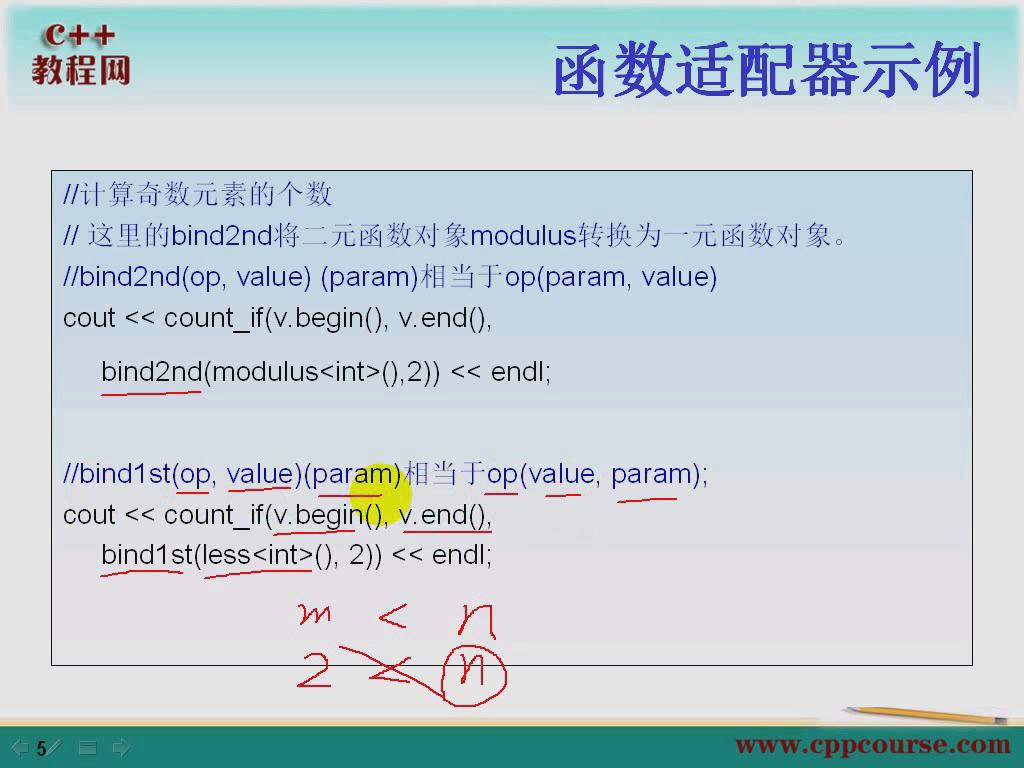 C++
教程网
函数适配器示例
//计算奇数元素的个数
// 这里的bind2nd将二元函数对象modulus转换为一元函数对象。
//bind2nd(op, value) (param)相当于op(param, value)
cout << count_if(v.begin(), v.end(),
bind2nd(modulus<int>(),2)) << endl;
//bind1st(op, value)(param)相当于op(value, param);
cout << count_if(v.begin(), v.end(),
bind1st(less<int>(), 2)) << endl;
m < n
2 < n
5
www.cppcourse.com